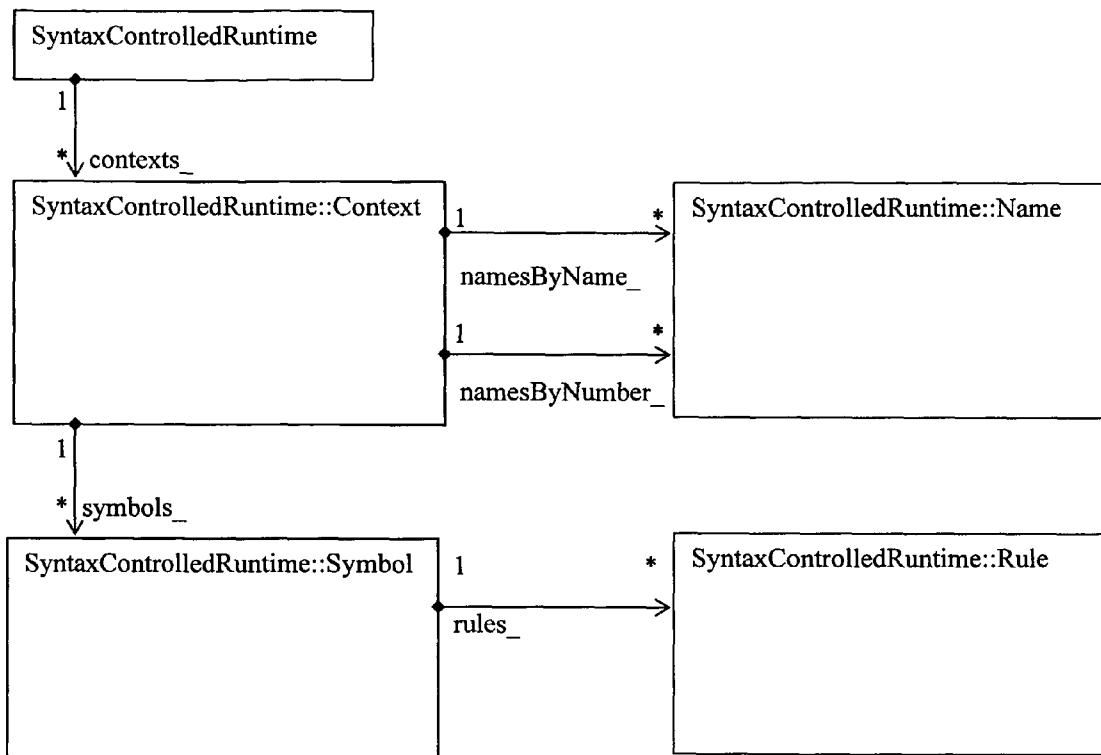 SyntaxControlledRuntime
1
* contexts_
SyntaxControlledRuntime::Context
SyntaxControlledRuntime::Name
1 *
namesByName_
1 *
namesByNumber_
1
* symbols_
SyntaxControlledRuntime::Symbol
SyntaxControlledRuntime::Rule
1 *
rules_